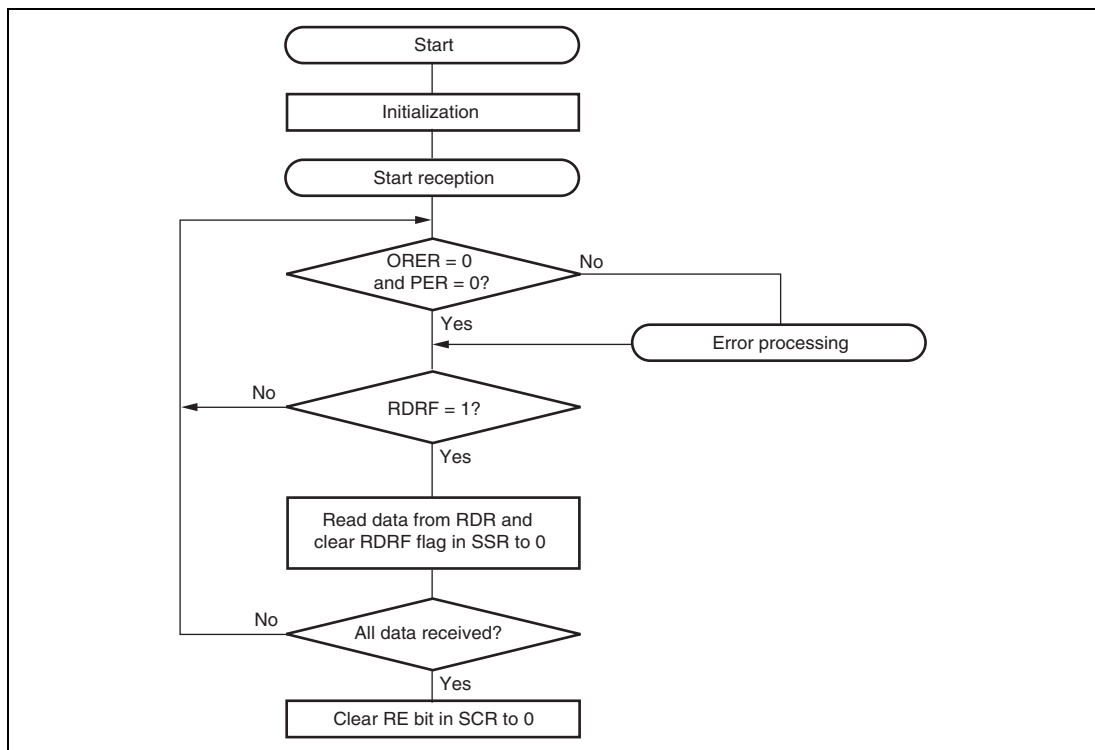 Start
Initialization
Start reception
ORER = 0
and PER = 0?
No
Yes
Error processing
No
RDRF = 1?
Yes
Read data from RDR and
clear RDRF flag in SSR to 0
No
All data received?
Yes
Clear RE bit in SCR to 0